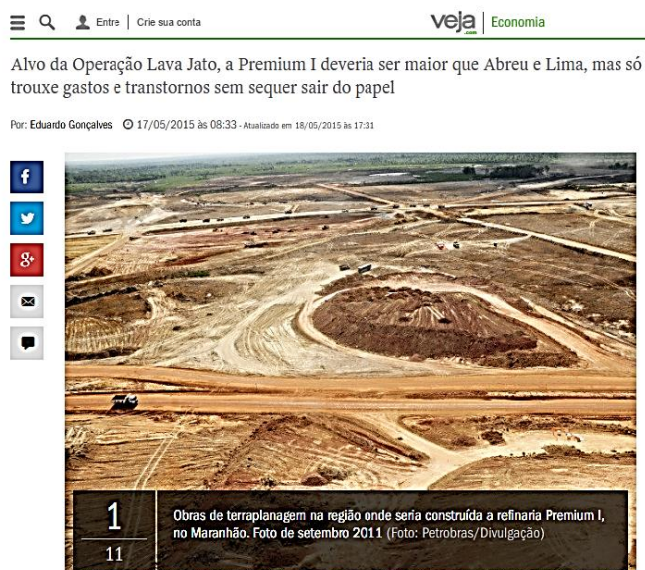 Entre | Crie sua conta
veja.com | Economia
Alvo da Operação Lava Jato, a Premium I deveria ser maior que Abreu e Lima, mas só
trouxe gastos e transtornos sem sequer sair do papel
Por: Eduardo Gonçalves 17/05/2015 às 08:33 - Atualizado em 18/05/2015 às 17:31
f
g+
1
11
Obras de terraplanagem na região onde seria construída a refinaria Premium I,
no Maranhão. Foto de setembro 2011 (Foto: Petrobras/Divulgação)